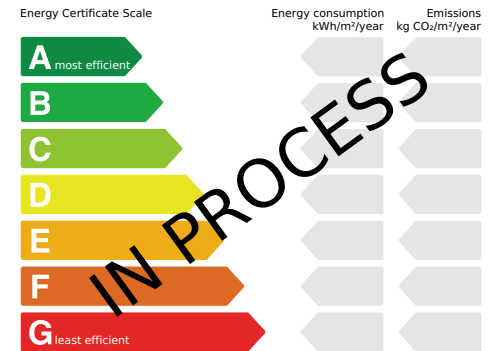 Energy Certificate Scale
Energy consumption
kWh/m²/year
Emissions
kg CO₂/m²/year
A most efficient
B
C
D
E
F
G least efficient
IN PROCESS